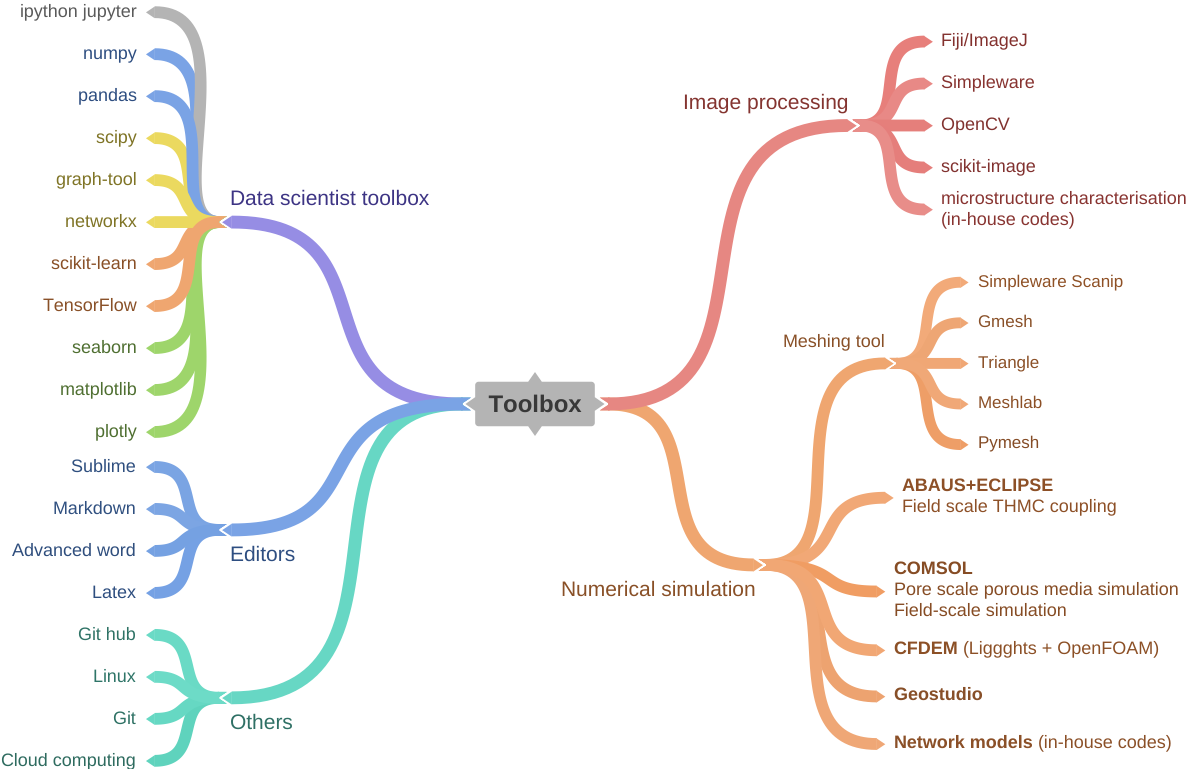 Toolbox
Data scientist toolbox
ipython jupyter
numpy
pandas
scipy
graph-tool
networkx
scikit-learn
TensorFlow
seaborn
matplotlib
plotly
Editors
Sublime
Markdown
Advanced word
Latex
Others
Git hub
Linux
Git
Cloud computing
Image processing
Fiji/ImageJ
Simpleware
OpenCV
scikit-image
microstructure characterisation
(in-house codes)
Numerical simulation
Meshing tool
Simpleware Scanip
Gmesh
Triangle
Meshlab
Pymesh
ABAUS+ECLIPSE
Field scale THMC coupling
COMSOL
Pore scale porous media simulation
Field-scale simulation
CFDEM (Liggghts + OpenFOAM)
Geostudio
Network models (in-house codes)